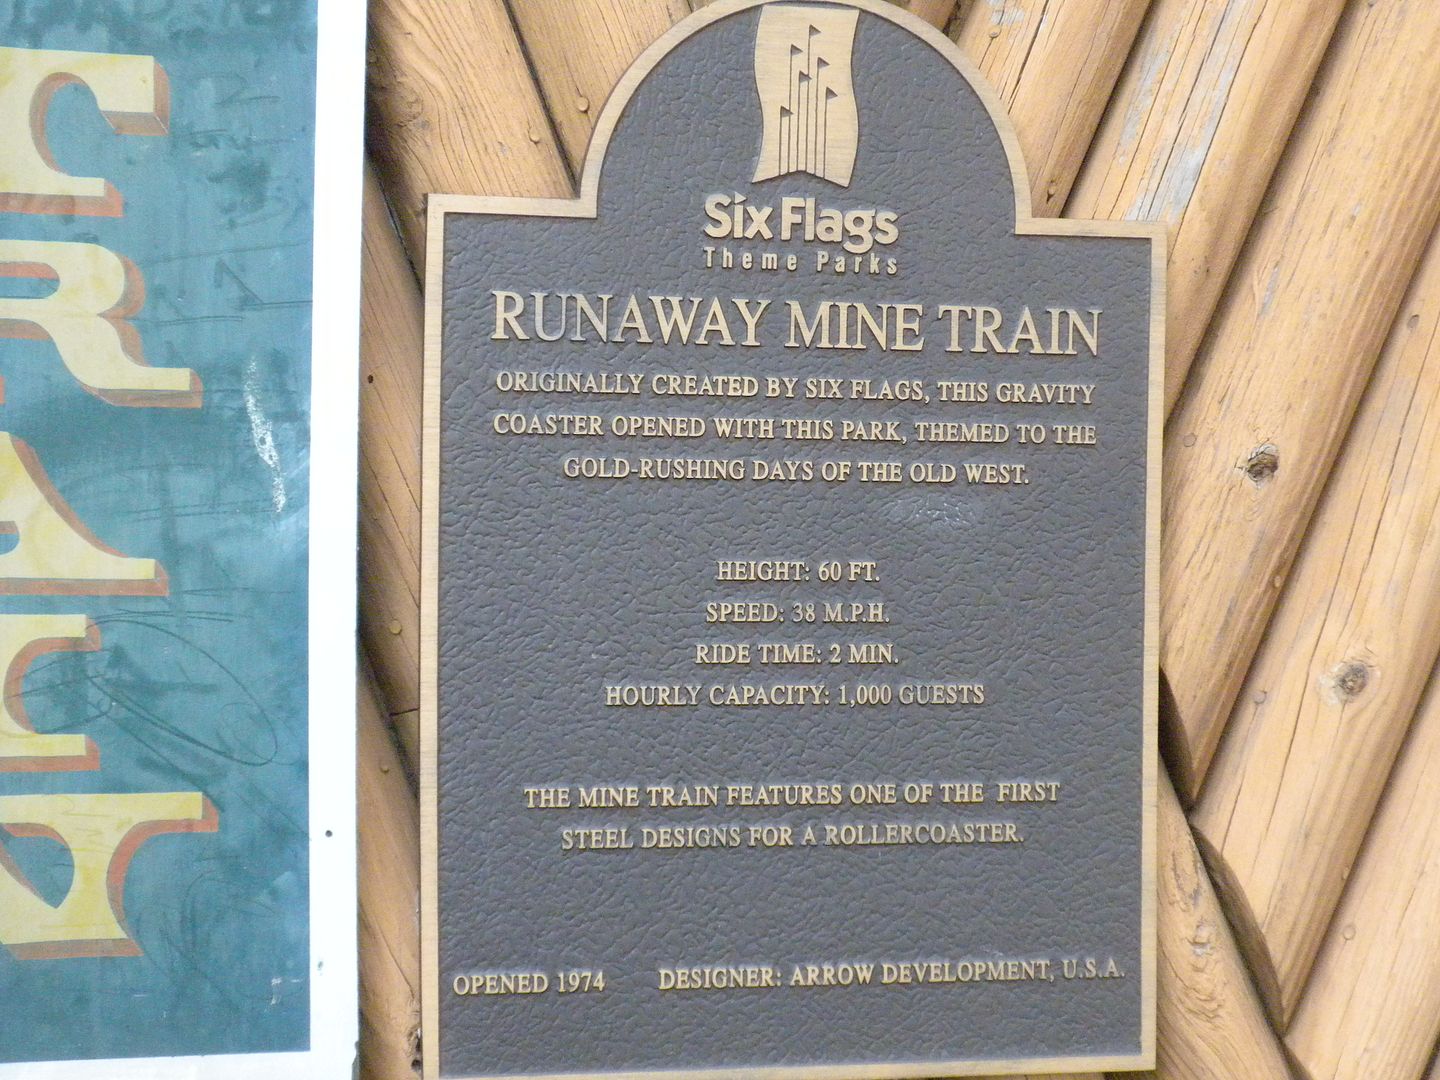 Six Flags
Theme Parks
RUNAWAY MINE TRAIN
ORIGINALLY CREATED BY SIX FLAGS, THIS GRAVITY
COASTER OPENED WITH THIS PARK, THEMED TO THE
GOLD-RUSHING DAYS OF THE OLD WEST.
HEIGHT: 60 FT.
SPEED: 38 M.P.H.
RIDE TIME: 2 MIN.
HOURLY CAPACITY: 1,000 GUESTS
THE MINE TRAIN FEATURES ONE OF THE FIRST
STEEL DESIGNS FOR A ROLLERCOASTER.
OPENED 1974 DESIGNER: ARROW DEVELOPMENT, U.S.A.